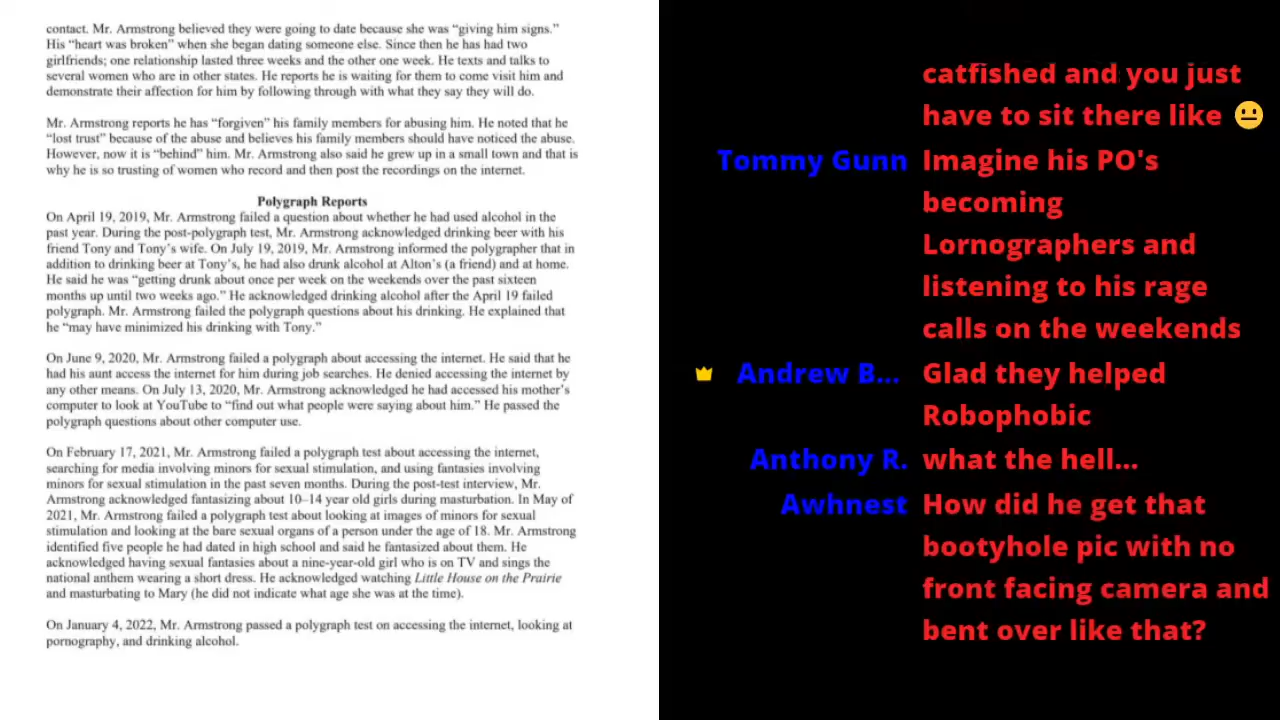 contact. Mr. Armstrong believed they were going to date because she was “giving him signs.”
His “heart was broken” when she began dating someone else. Since then he has had two
girlfriends; one relationship lasted three weeks and the other one week. He texts and talks to
several women who are in other states. He reports he is waiting for them to come visit him and
demonstrate their affection for him by following through with what they say they will do.
Mr. Armstrong reports he has “forgiven” his family members for abusing him. He noted that he
“lost trust” because of the abuse and believes his family members should have noticed the abuse.
However, now it is “behind” him. Mr. Armstrong also said he grew up in a small town and that is
why he is so trusting of women who record and then post the recordings on the internet.
Polygraph Reports
On April 19, 2019, Mr. Armstrong failed a question about whether he had used alcohol in the
past year. During the post-polygraph test, Mr. Armstrong acknowledged drinking beer with his
friend Tony and Tony’s wife. On July 19, 2019, Mr. Armstrong informed the polygrapher that in
addition to drinking beer at Tony’s, he had also drunk alcohol at Alton’s (a friend) and at home.
He said he was “getting drunk about once per week on the weekends over the past sixteen
months up until two weeks ago.” He acknowledged drinking alcohol after the April 19 failed
polygraph. Mr. Armstrong failed the polygraph questions about his drinking. He explained that
he “may have minimized his drinking with Tony.”
On June 9, 2020, Mr. Armstrong failed a polygraph about accessing the internet. He said that he
had his aunt access the internet for him during job searches. He denied accessing the internet by
any other means. On July 13, 2020, Mr. Armstrong acknowledged he had accessed his mother’s
computer to look at YouTube to “find out what people were saying about him.” He passed the
polygraph questions about other computer use.
On February 17, 2021, Mr. Armstrong failed a polygraph test about accessing the internet,
searching for media involving minors for sexual stimulation, and using fantasies involving
minors for sexual stimulation in the past seven months. During the post-test interview, Mr.
Armstrong acknowledged fantasizing about 10–14 year old girls during masturbation. In May of
2021, Mr. Armstrong failed a polygraph test about looking at images of minors for sexual
stimulation and looking at the bare sexual organs of a person under the age of 18. Mr. Armstrong
identified five people he had dated in high school and said he fantasized about them. He
acknowledged having sexual fantasies about a nine-year-old girl who is on TV and sings the
national anthem wearing a short dress. He acknowledged watching Little House on the Prairie
and masturbating to Mary (he did not indicate what age she was at the time).
On January 4, 2022, Mr. Armstrong passed a polygraph test on accessing the internet, looking at
pornography, and drinking alcohol.
catfished and you just
have to sit there like 😐
Tommy Gunn Imagine his PO's
becoming
Lornographers and
listening to his rage
calls on the weekends
Andrew B... Glad they helped
Robophobic
Anthony R. what the hell...
Awhnest How did he get that
bootyhole pic with no
front facing camera and
bent over like that?